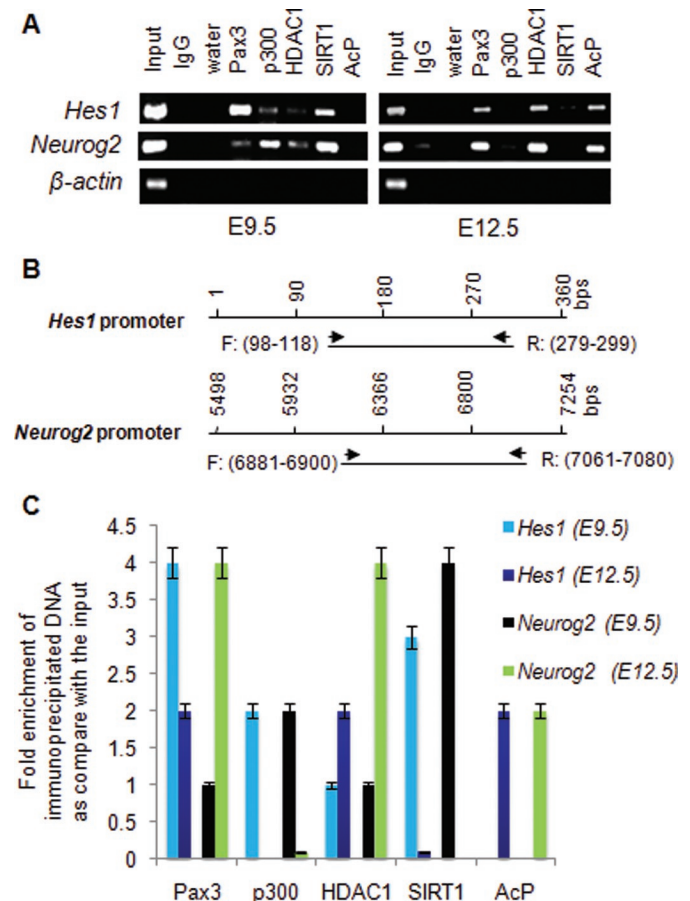 A
Input IgG water Pax3 p300 HDAC1 SIRT1 AcP Input IgG water Pax3 p300 HDAC1 SIRT1 AcP
Hes1
Neurog2
β-actin
E9.5 E12.5
B
1 90 180 270 360 bps
Hes1 promoter
F: (98-118) R: (279-299)
5498 5932 6366 6800 7254 bps
Neurog2 promoter
F: (6881-6900) R: (7061-7080)
C
Fold enrichment of
immunoprecipitated DNA
as compare with the input
4.5
4
3.5
3
2.5
2
1.5
1
0.5
0
Pax3 p300 HDAC1 SIRT1 AcP
Hes1 (E9.5)
Hes1 (E12.5)
Neurog2 (E9.5)
Neurog2 (E12.5)